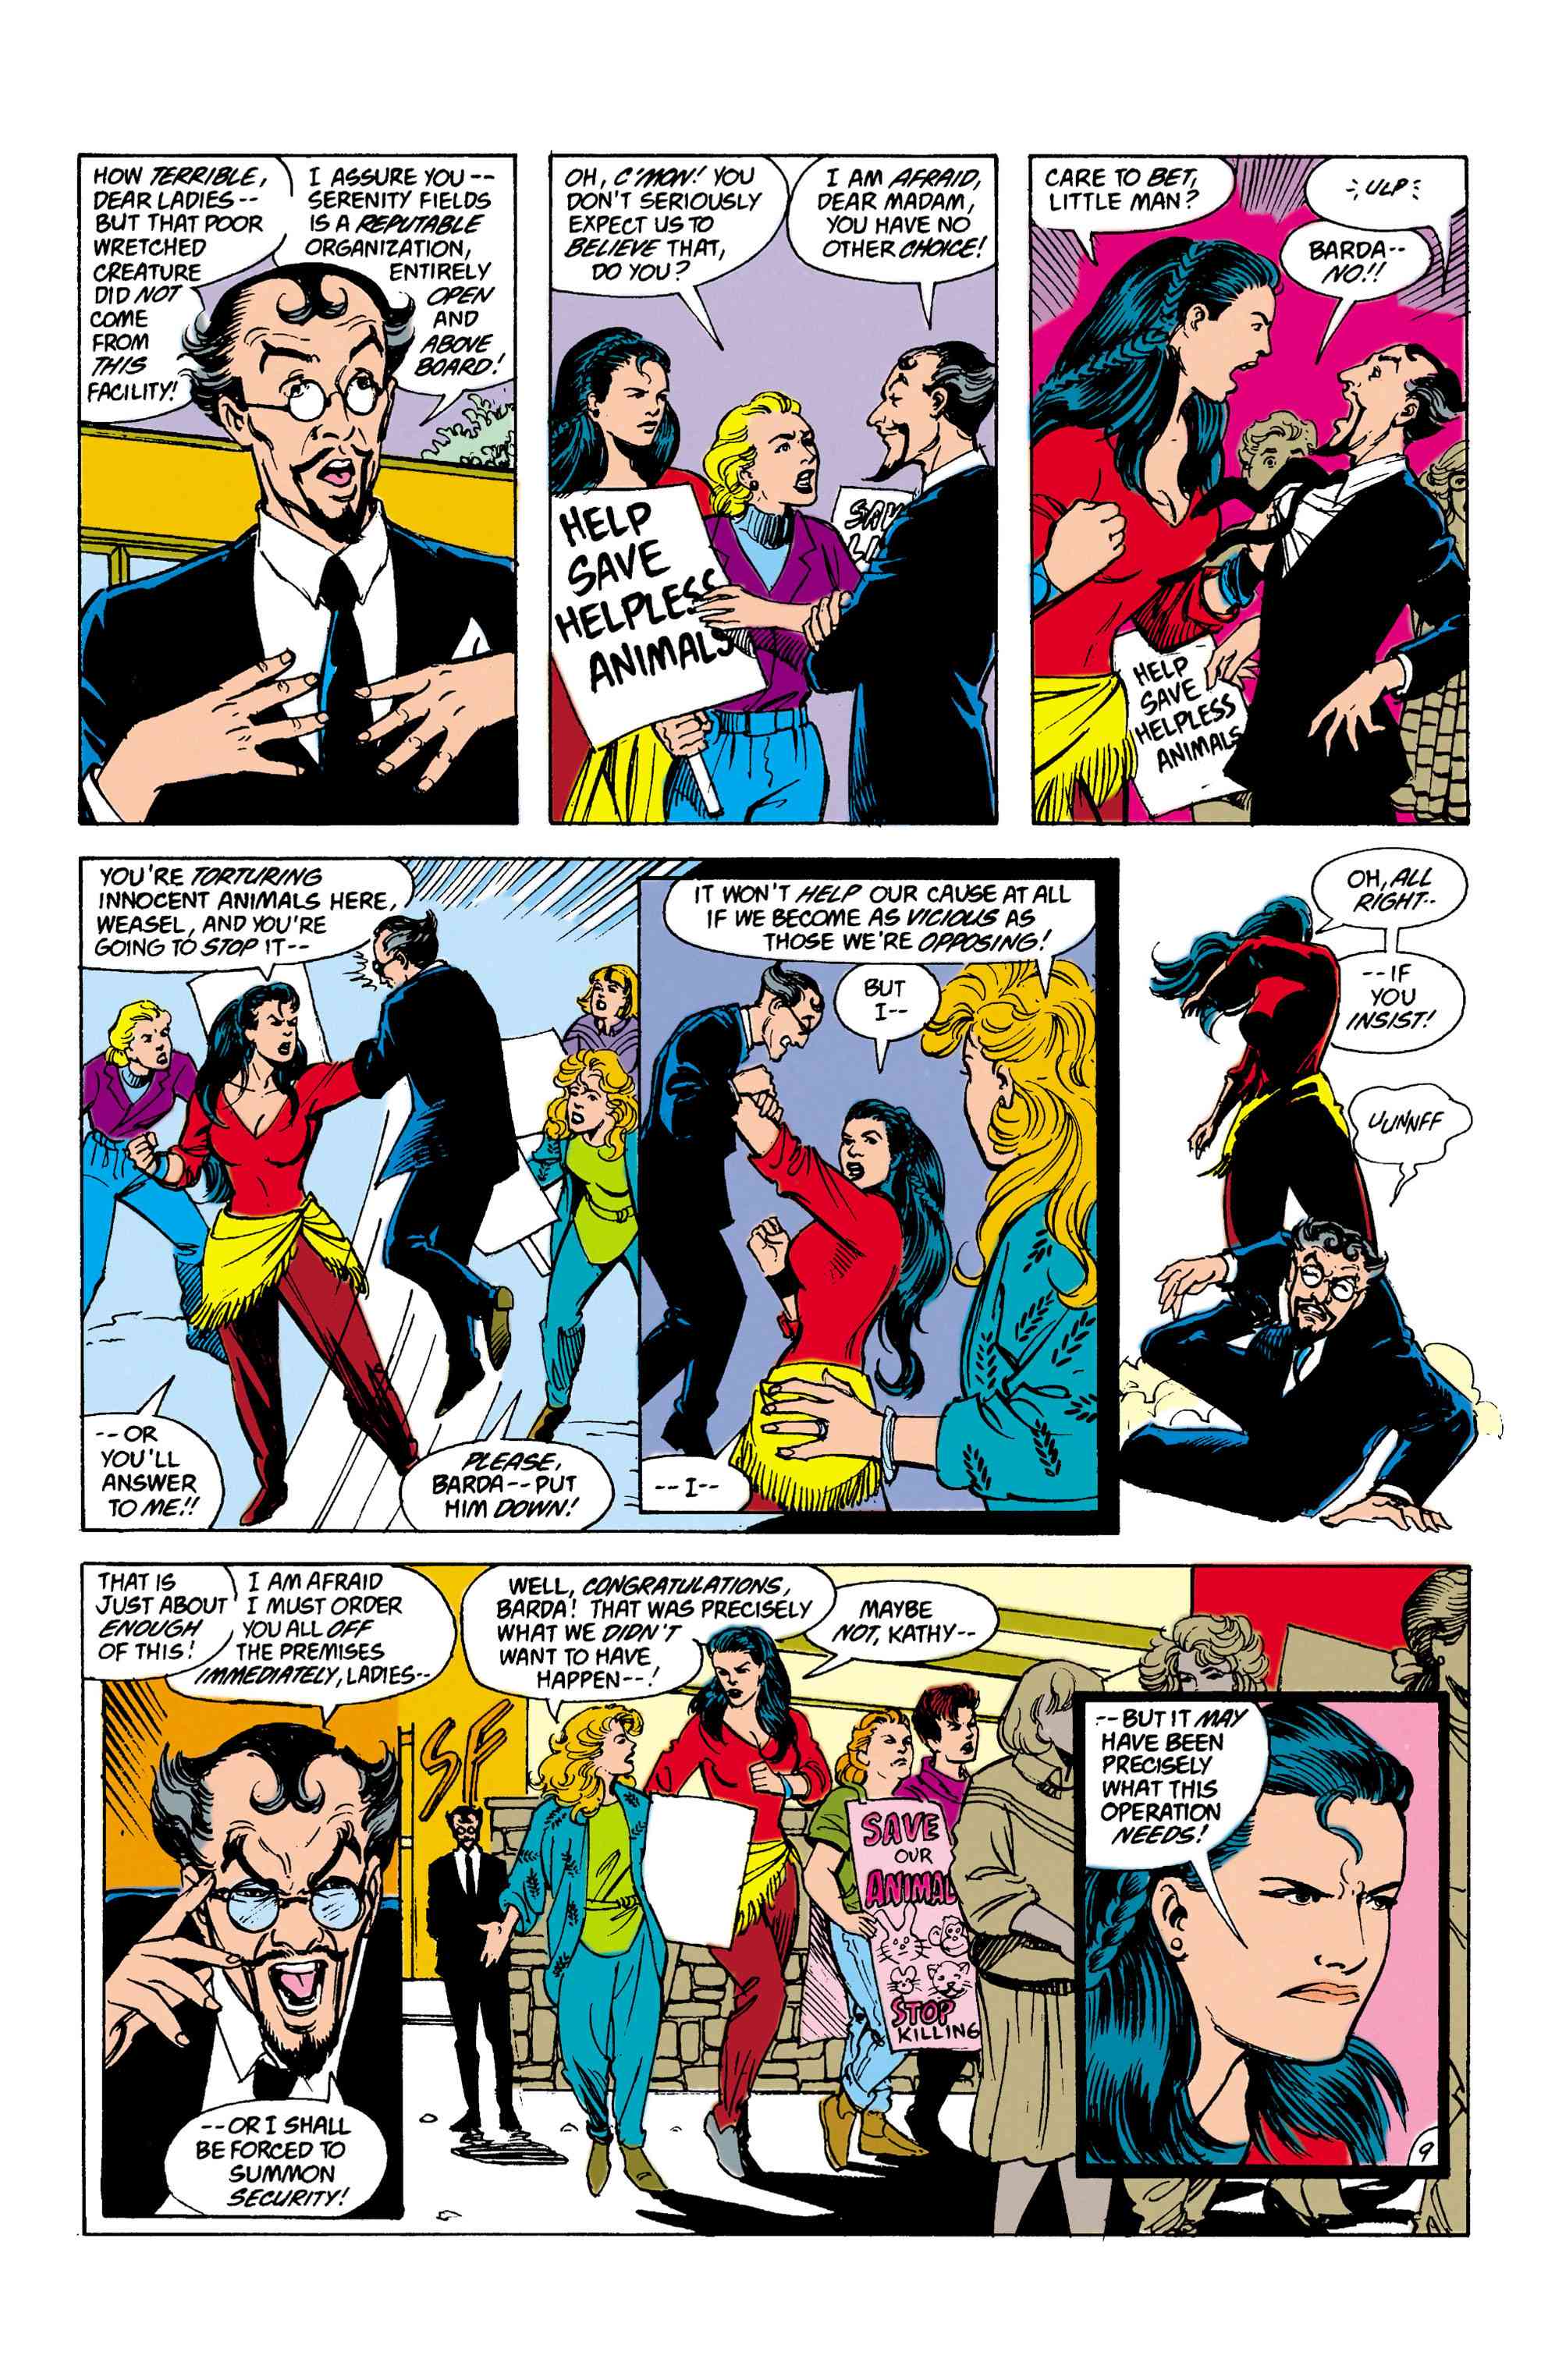 HOW TERRIBLE,
DEAR LADIES--
BUT THAT POOR
WRETCHED
CREATURE
DID NOT
COME
FROM
THIS
FACILITY!
I ASSURE YOU--
SERENITY FIELDS
IS A REPUTABLE
ORGANIZATION,
ENTIRELY
OPEN
AND
ABOVE
BOARD!
OH, C'MON! YOU
DON'T SERIOUSLY
EXPECT US TO
BELIEVE THAT,
DO YOU?
I AM AFRAID,
DEAR MADAM,
YOU HAVE NO
OTHER CHOICE!
HELP
SAVE
HELPLESS
ANIMALS
SAV
LI
CARE TO BET,
LITTLE MAN?
ULP
BARDA--
NO!!
HELP
SAVE
HELPLESS
ANIMALS
YOU'RE TORTURING
INNOCENT ANIMALS HERE,
WEASEL, AND YOU'RE
GOING TO STOP IT--
--OR
YOU'LL
ANSWER
TO ME!!
PLEASE,
BARDA--PUT
HIM DOWN!
IT WON'T HELP OUR CAUSE AT ALL
IF WE BECOME AS VICIOUS AS
THOSE WE'RE OPPOSING!
BUT
I--
--I--
OH, ALL
RIGHT--
--IF
YOU
INSIST!
UUNNFF
THAT IS
JUST ABOUT
ENOUGH
OF THIS!
I AM AFRAID
I MUST ORDER
YOU ALL OFF
THE PREMISES
IMMEDIATELY, LADIES--
--OR I SHALL
BE FORCED TO
SUMMON
SECURITY!
WELL, CONGRATULATIONS,
BARDA! THAT WAS PRECISELY
WHAT WE DIDN'T
WANT TO HAVE
HAPPEN--!
MAYBE
NOT, KATHY--
SF
SAVE
OUR
ANIMAL
STOP
KILLING
--BUT IT MAY
HAVE BEEN
PRECISELY
WHAT THIS
OPERATION
NEEDS!
9